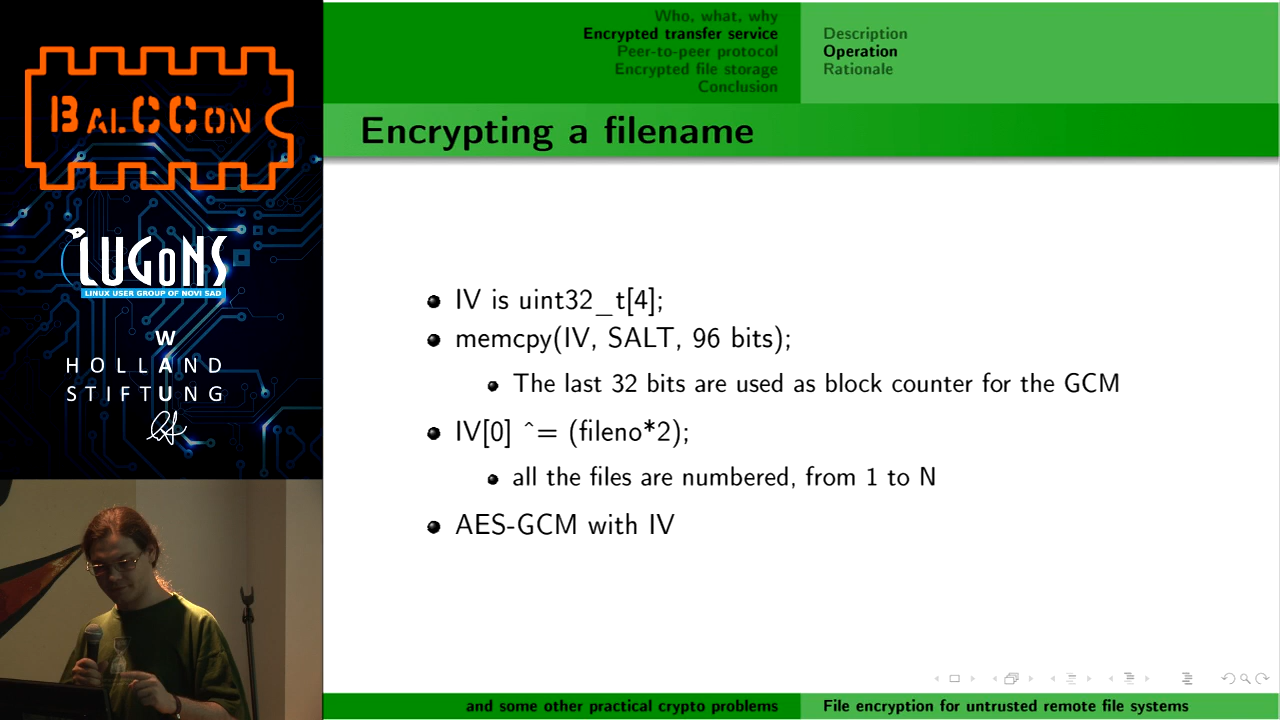 BALCCON
LUGoNS
LINUX USER GROUP OF NOVI SAD
W
HOLLAND
STIFTUNG
Who, what, why
Encrypted transfer service
Peer-to-peer protocol
Encrypted file storage
Conclusion
Description
Operation
Rationale
Encrypting a filename
IV is uint32_t[4];
memcpy(IV, SALT, 96 bits);
The last 32 bits are used as block counter for the GCM
IV[0] ^= (fileno*2);
all the files are numbered, from 1 to N
AES-GCM with IV
and some other practical crypto problems
File encryption for untrusted remote file systems